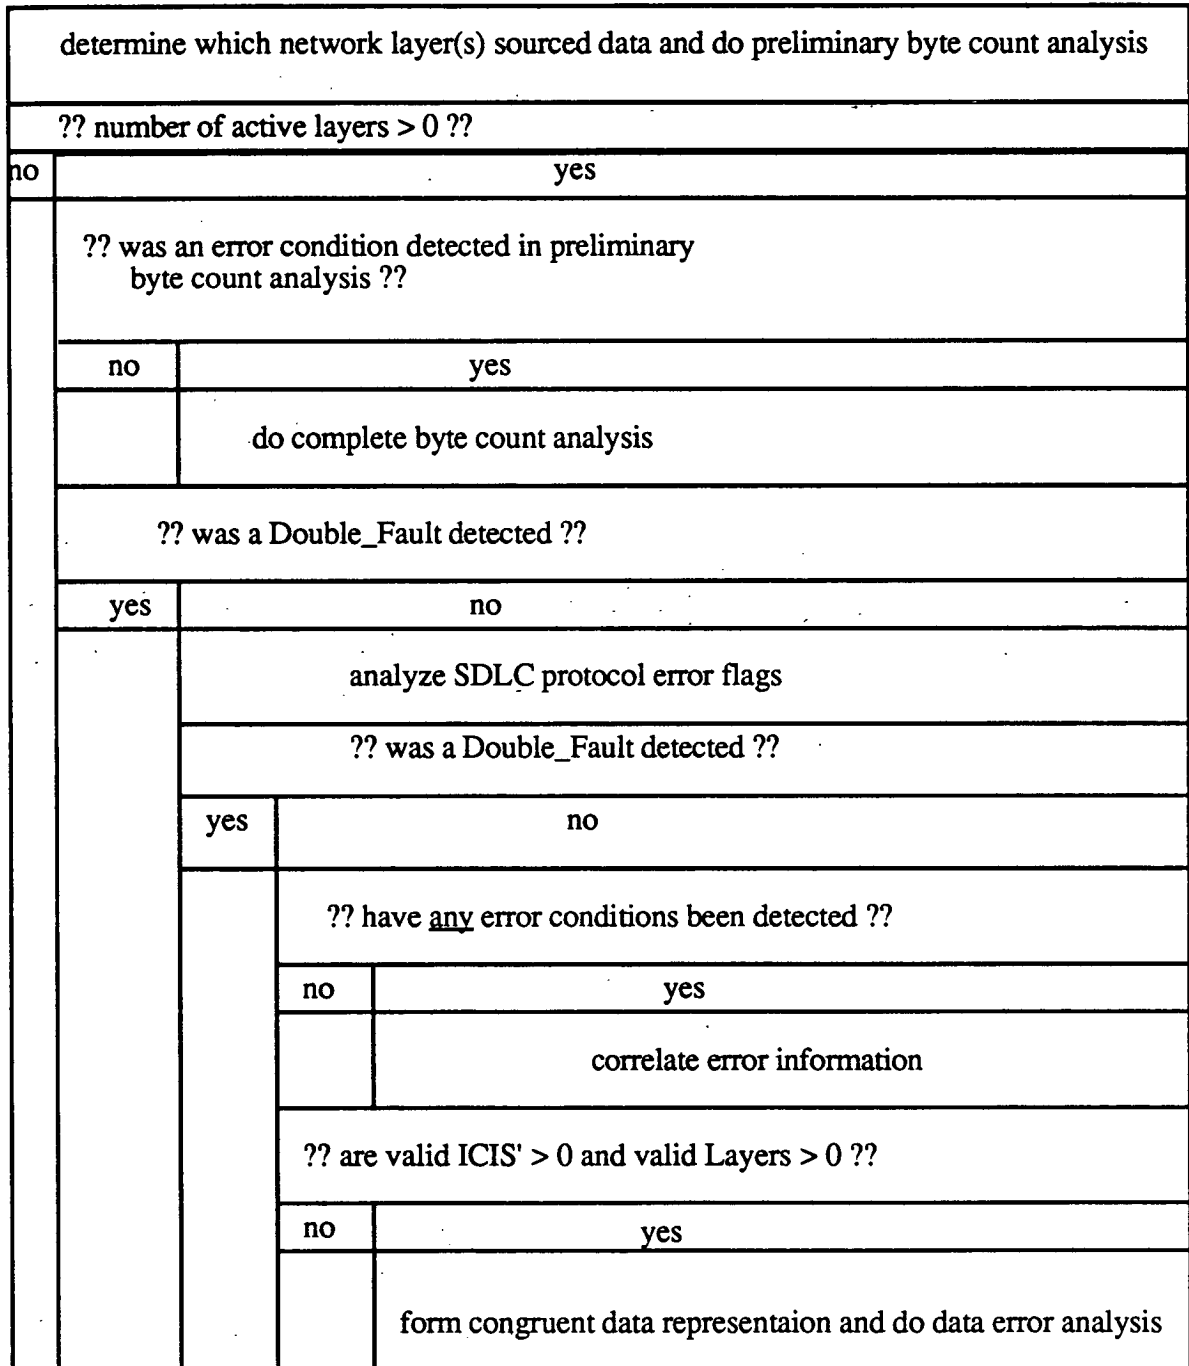 determine which network layer(s) sourced data and do preliminary byte count analysis
?? number of active layers > 0 ??
no yes
?? was an error condition detected in preliminary
byte count analysis ??
no yes
do complete byte count analysis
?? was a Double_Fault detected ??
yes no
analyze SDLC protocol error flags
?? was a Double_Fault detected ??
yes no
?? have any error conditions been detected ??
no yes
correlate error information
?? are valid ICIS' > 0 and valid Layers > 0 ??
no yes
form congruent data representaion and do data error analysis